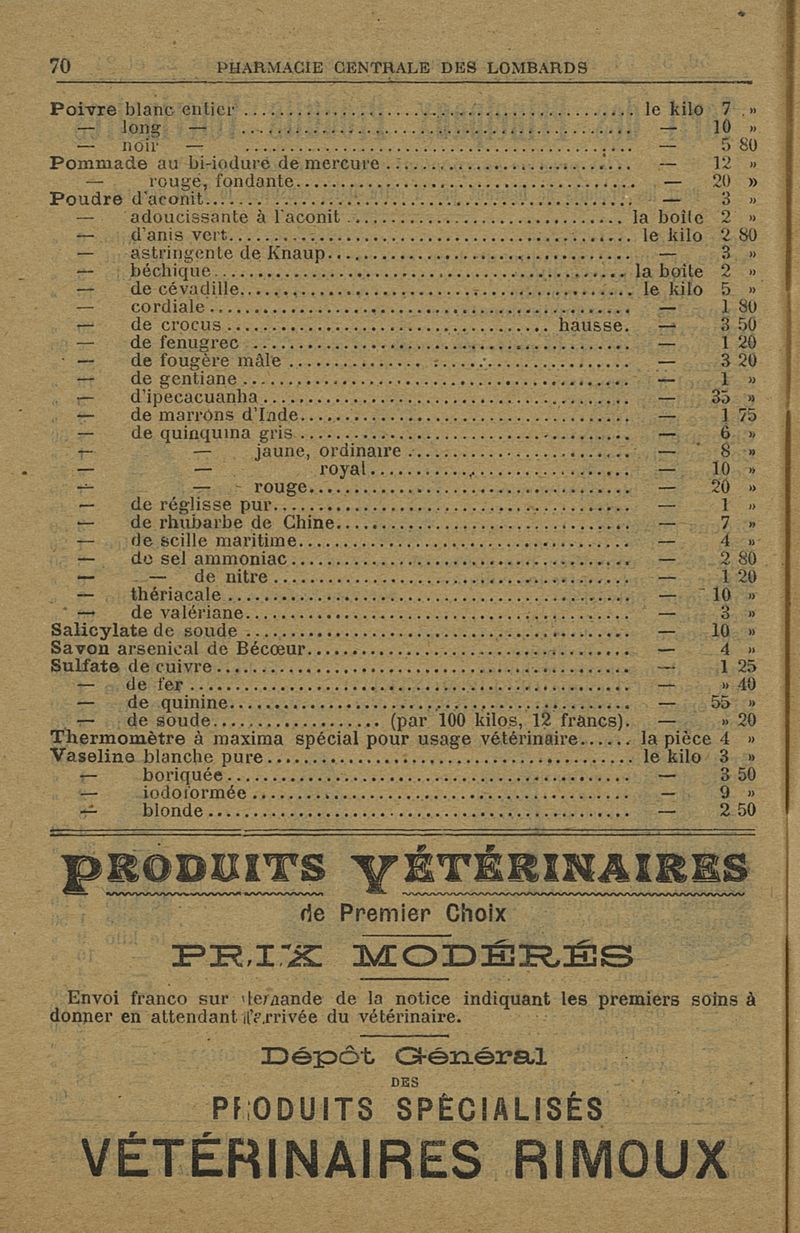 70 PHARMACIE CENTRALE DES LOMBARDS
Poivre blanc entier .......... le kilo 7 »
— long — .......... — 10 »
— noir — .......... — 5 80
Pommade au bi-ioduré de mercure .......... — 12 »
— rouge, fondante .......... — 20 »
Poudre d'aconit .......... — 3 »
— adoucissante à l'aconit .......... la boîte 2 »
— d'anis vert .......... le kilo 2 80
— astringente de Knaup .......... — 3 »
— béchique .......... la boîte 2 »
— de cévadille .......... le kilo 5 »
— cordiale .......... — 1 80
— de crocus .......... hausse. — 3 50
— de fenugrec .......... — 1 20
— de fougère mâle .......... — 3 20
— de gentiane .......... — 1 »
— d'ipecacuanha .......... — 35 »
— de marrons d'Inde .......... — 1 75
— de quinquina gris .......... — 6 »
— — jaune, ordinaire .......... — 8 »
— — royal .......... — 10 »
— — rouge .......... — 20 »
— de réglisse pur .......... — 1 »
— de rhubarbe de Chine .......... — 7 »
— de scille maritime .......... — 4 »
— de sel ammoniac .......... — 2 80
— — de nitre .......... — 1 20
— thériacale .......... — 10 »
— de valériane .......... — 3 »
Salicylate de soude .......... — 10 »
Savon arsenical de Bécœur .......... — 4 »
Sulfate de cuivre .......... — 1 25
— de fer .......... — » 40
— de quinine .......... — 55 »
— de soude .......... (par 100 kilos, 12 francs). — » 20
Thermomètre à maxima spécial pour usage vétérinaire ...... la pièce 4 »
Vaseline blanche pure .......... le kilo 3 »
— boriquée .......... — 3 50
— iodoformée .......... — 9 »
— blonde .......... — 2 50
PRODUITS VÉTÉRINAIRES
de Premier Choix
PRIX MODÉRÉS
Envoi franco sur demande de la notice indiquant les premiers soins à
donner en attendant l'arrivée du vétérinaire.
Dépôt Général
DES
PRODUITS SPÉCIALISÉS
VÉTÉRINAIRES RIMOUX